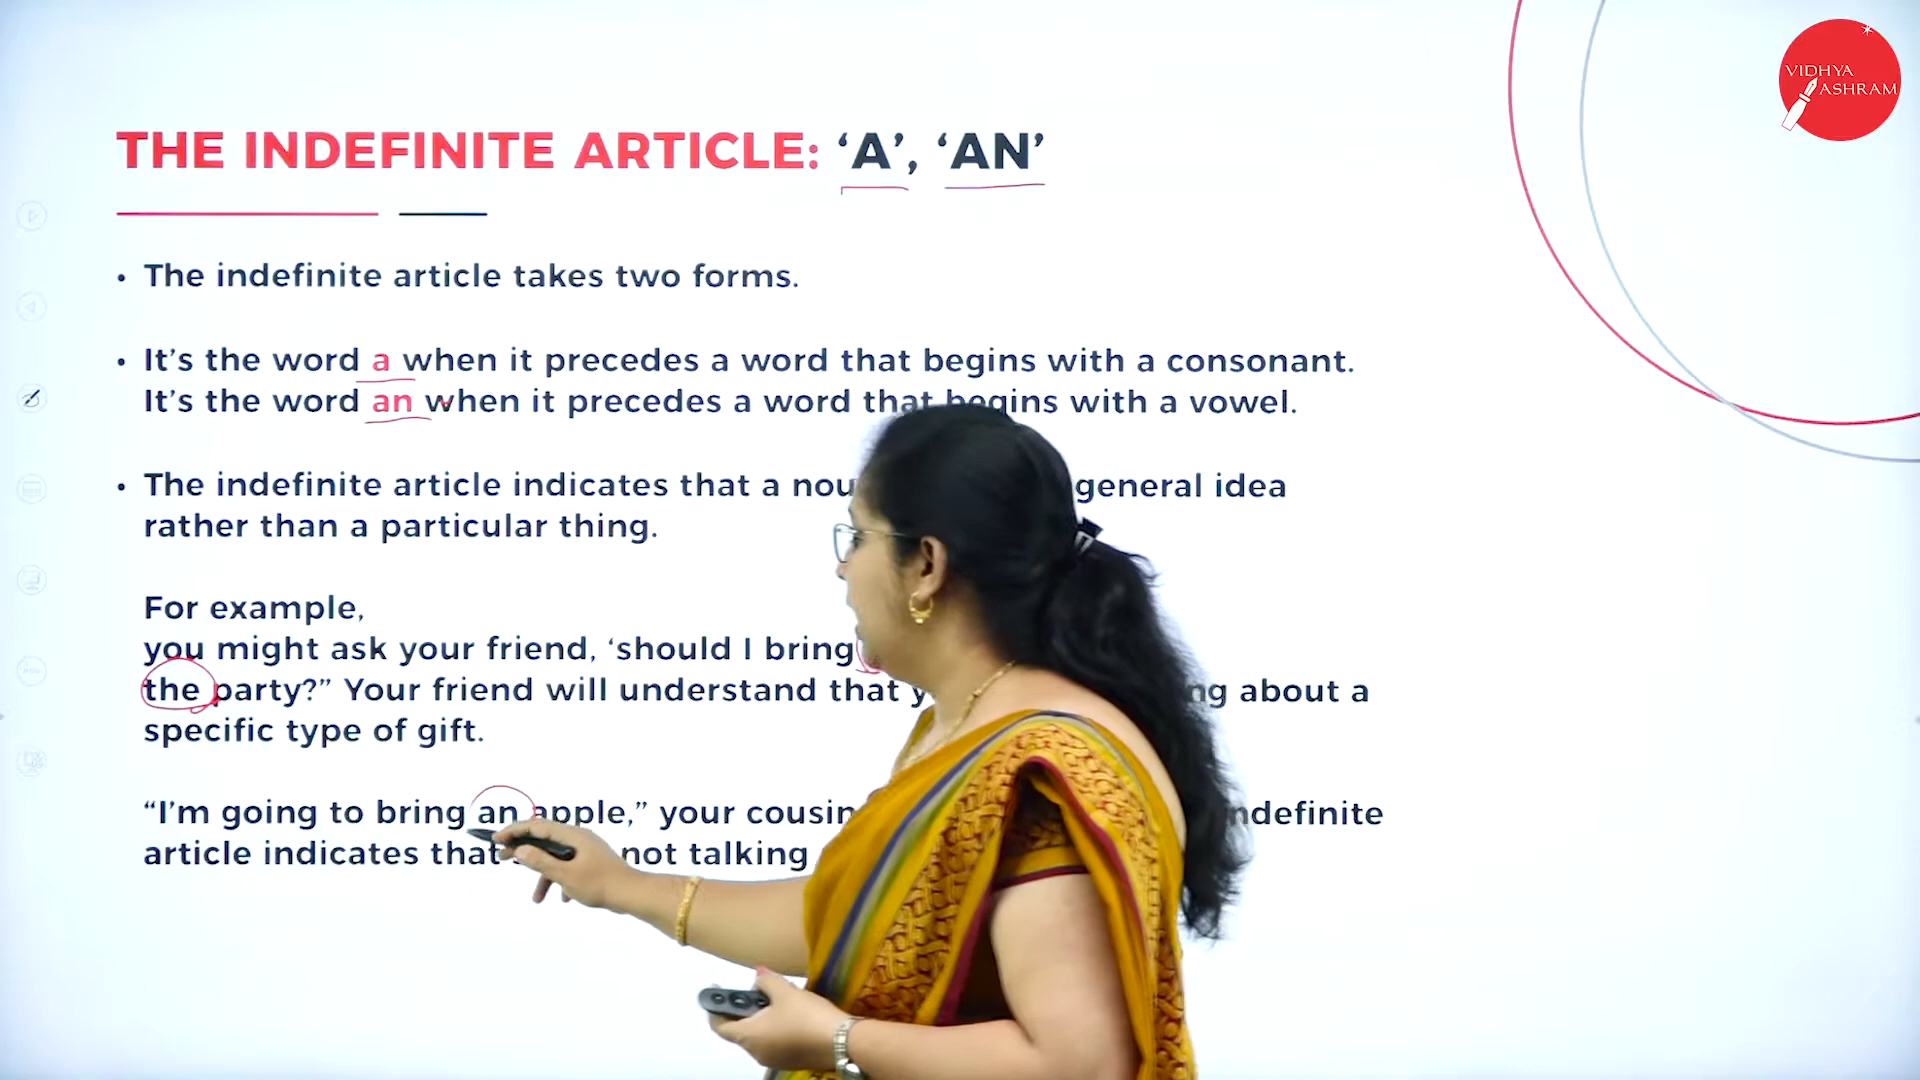 VIDHYA
ASHRAM
THE INDEFINITE ARTICLE: ‘A’, ‘AN’
• The indefinite article takes two forms.
• It’s the word a when it precedes a word that begins with a consonant.
It’s the word an when it precedes a word that begins with a vowel.
• The indefinite article indicates that a general idea
rather than a particular thing.
For example,
you might ask your friend, ‘should I bring
the party?” Your friend will understand that about a
specific type of gift.
“I’m going to bring an apple,” your
article indicates that not talking